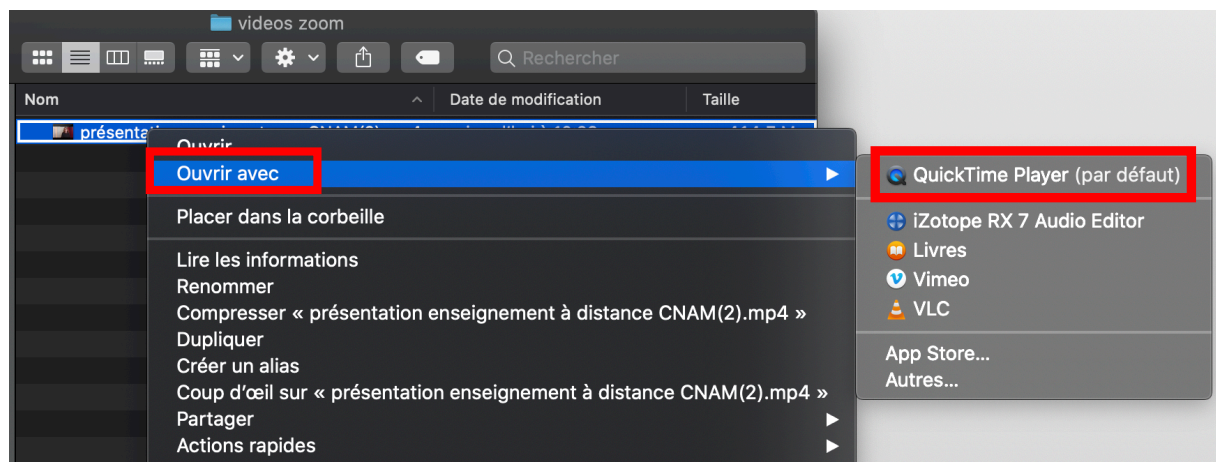 videos zoom
Rechercher
Nom
Date de modification
Taille
présenta
Ouvrir
Ouvrir avec
Placer dans la corbeille
Lire les informations
Renommer
Compresser « présentation enseignement à distance CNAM(2).mp4 »
Dupliquer
Créer un alias
Coup d’œil sur « présentation enseignement à distance CNAM(2).mp4 »
Partager
Actions rapides
QuickTime Player (par défaut)
iZotope RX 7 Audio Editor
Livres
Vimeo
VLC
App Store...
Autres...